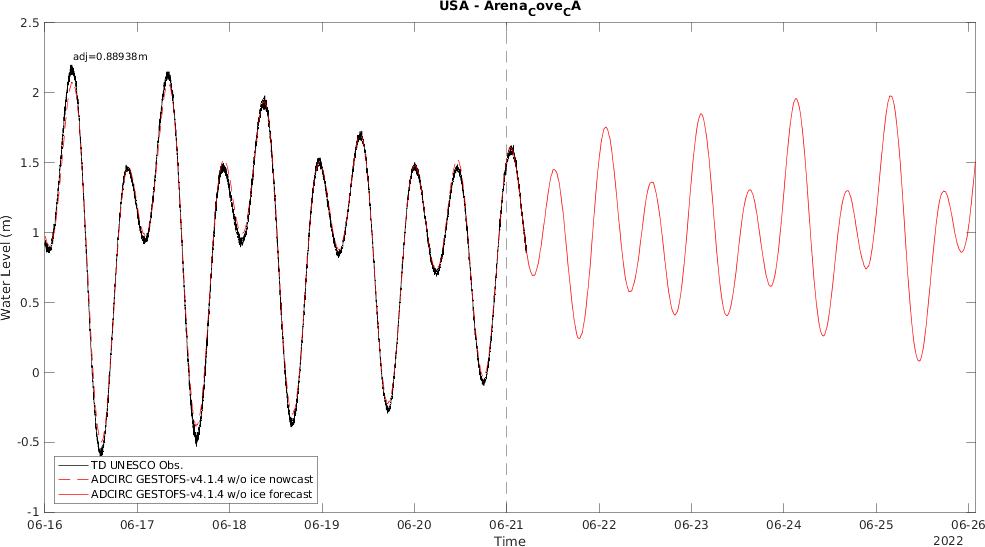 USA - Arena_Cove_CA
adj=0.88938m
2.5
2
1.5
1
0.5
0
-0.5
-1
Water Level (m)
TD UNESCO Obs.
ADCIRC GESTOFS-v4.1.4 w/o ice nowcast
ADCIRC GESTOFS-v4.1.4 w/o ice forecast
06-16 06-17 06-18 06-19 06-20 06-21 06-22 06-23 06-24 06-25 06-26
Time
2022